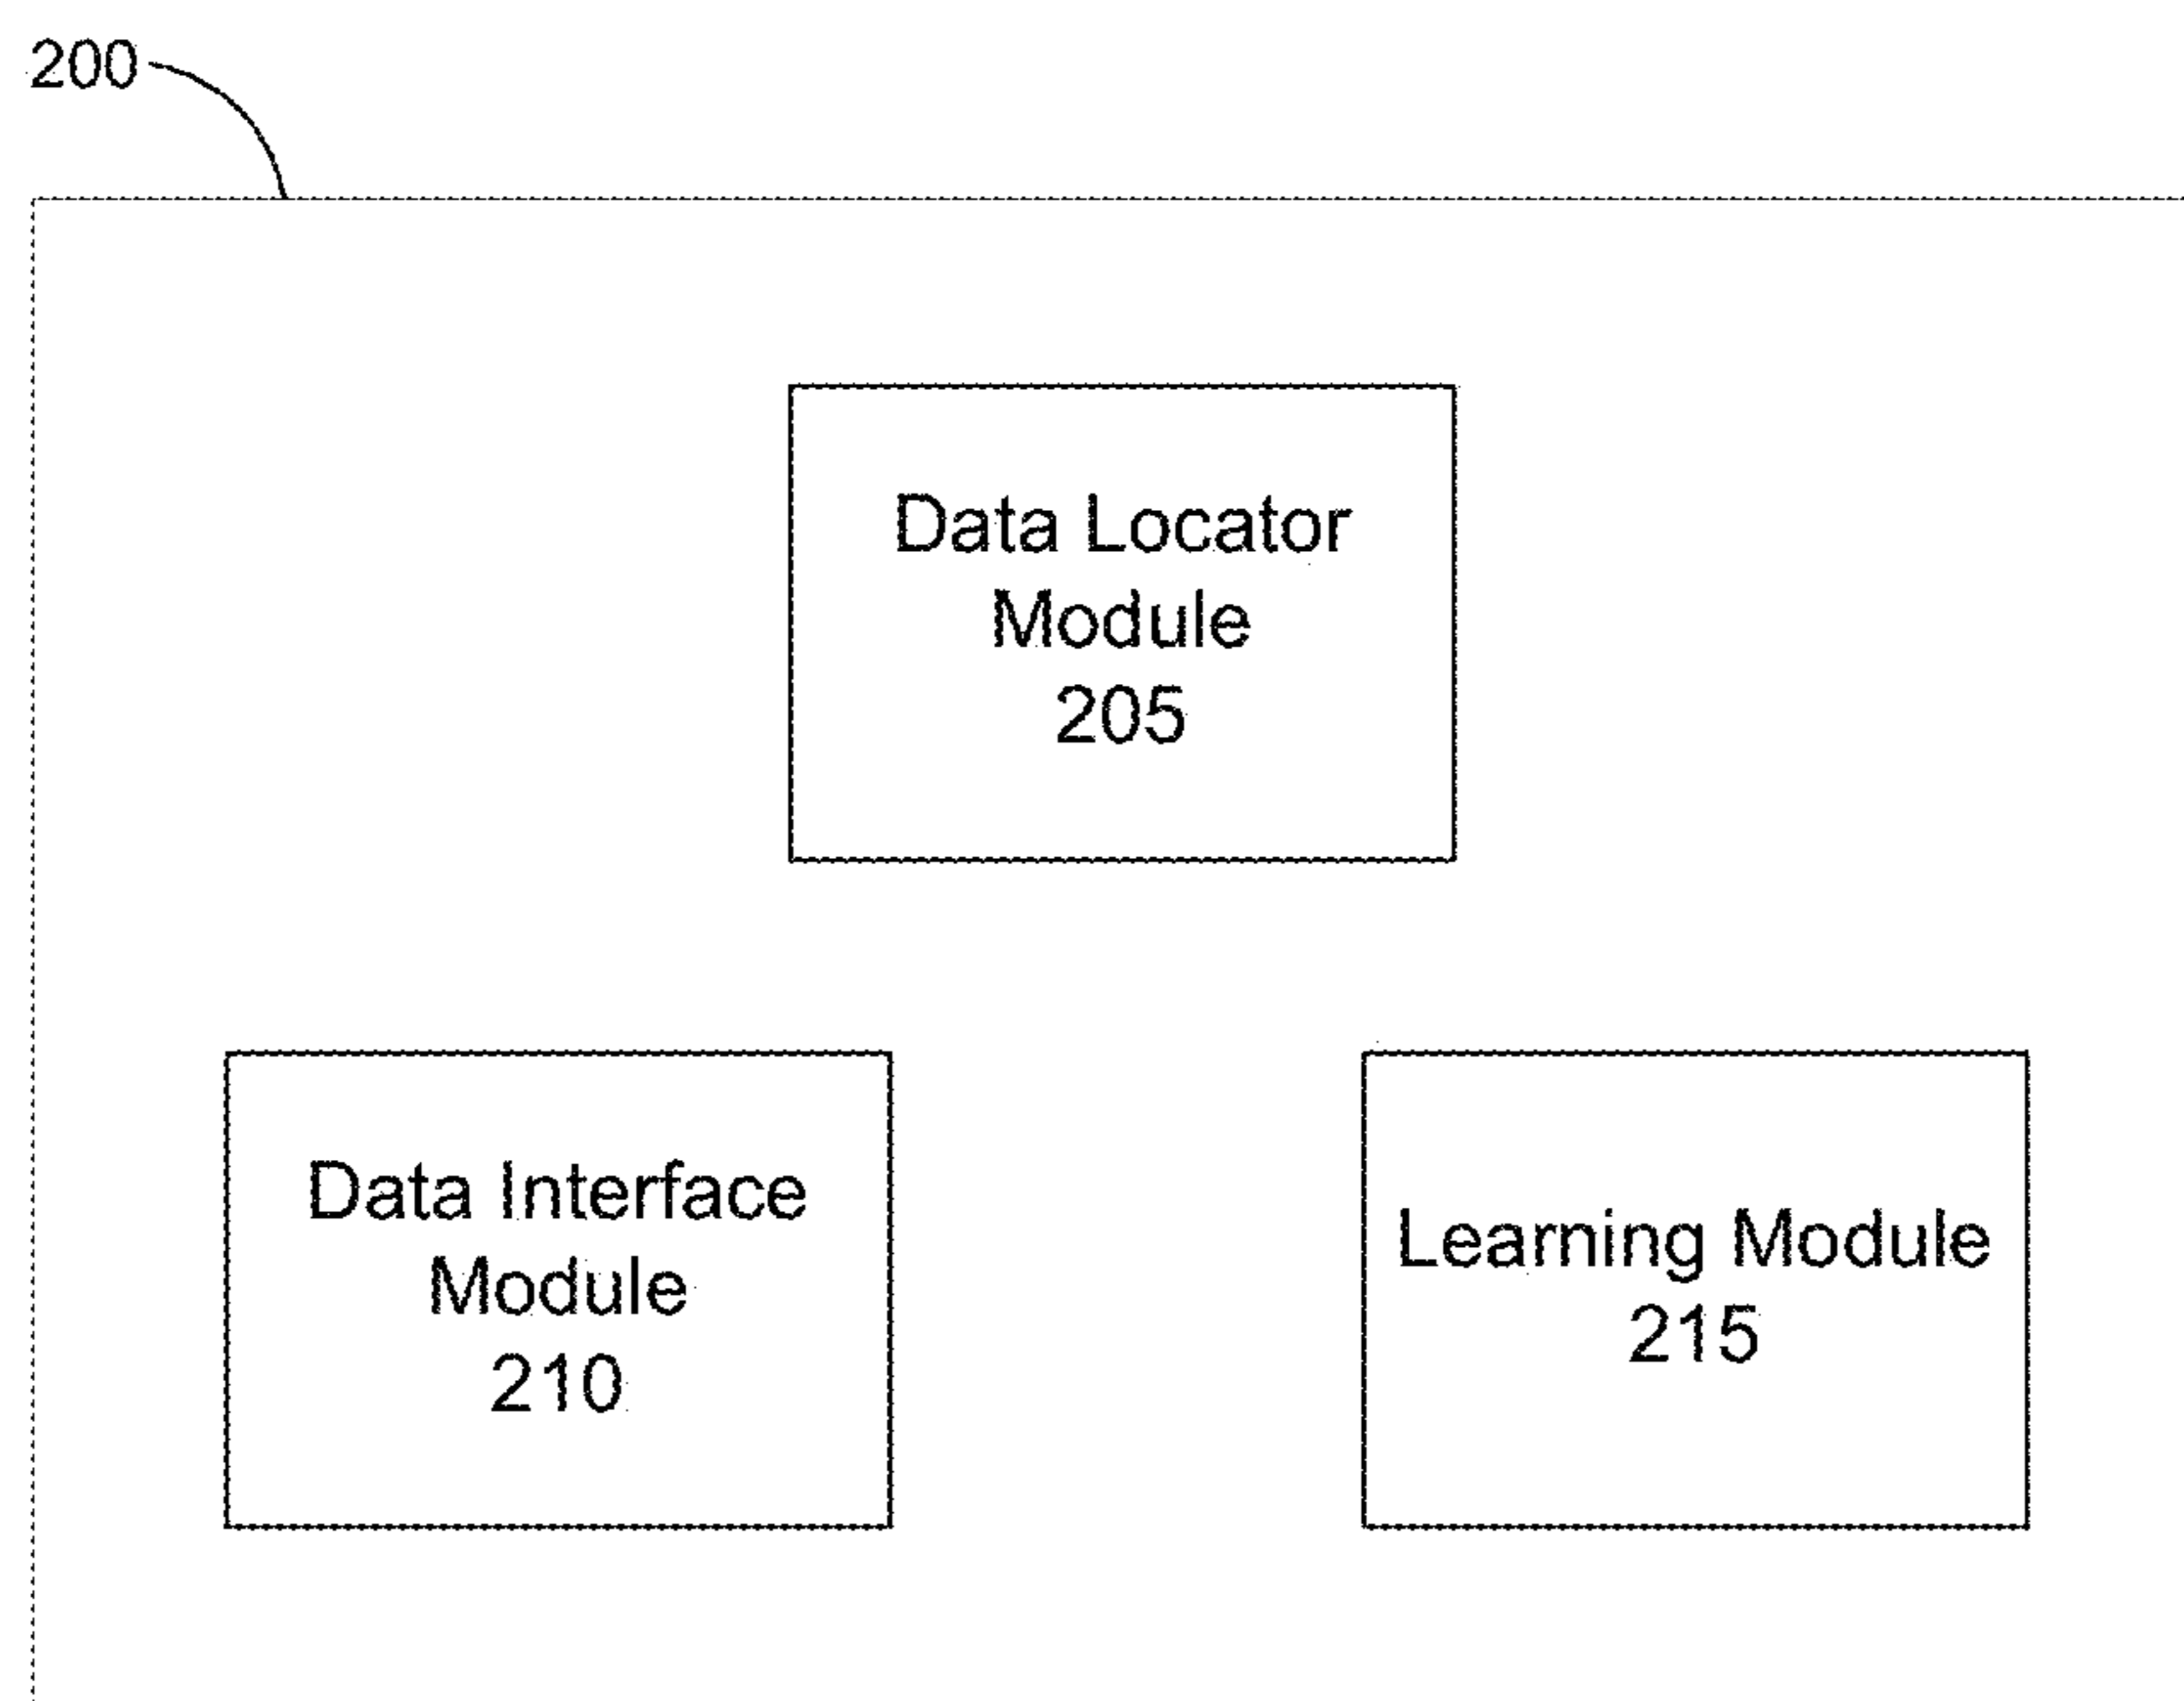 200
Data Locator
Module
205
Data Interface
Module
210
Learning Module
215